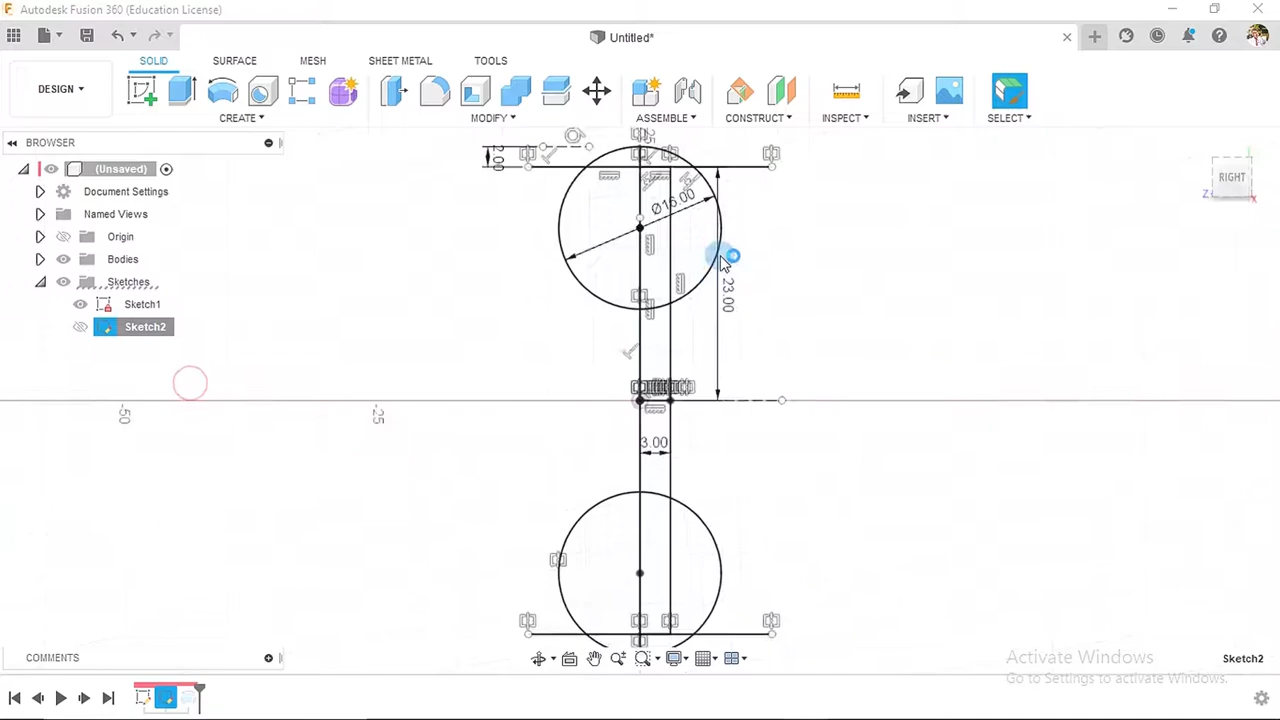 Autodesk Fusion 360 (Education License)
Untitled*
SOLID SURFACE MESH SHEET METAL TOOLS
DESIGN
CREATE MODIFY ASSEMBLE CONSTRUCT INSPECT INSERT SELECT
BROWSER
(Unsaved)
Document Settings
Named Views
Origin
Bodies
Sketches
Sketch1
Sketch2
RIGHT
Z
X
Y
25
2.00
Ø16.00
23.00
3.00
-50
-25
COMMENTS
Activate Windows
Go to Settings to activate Windows.
Sketch2